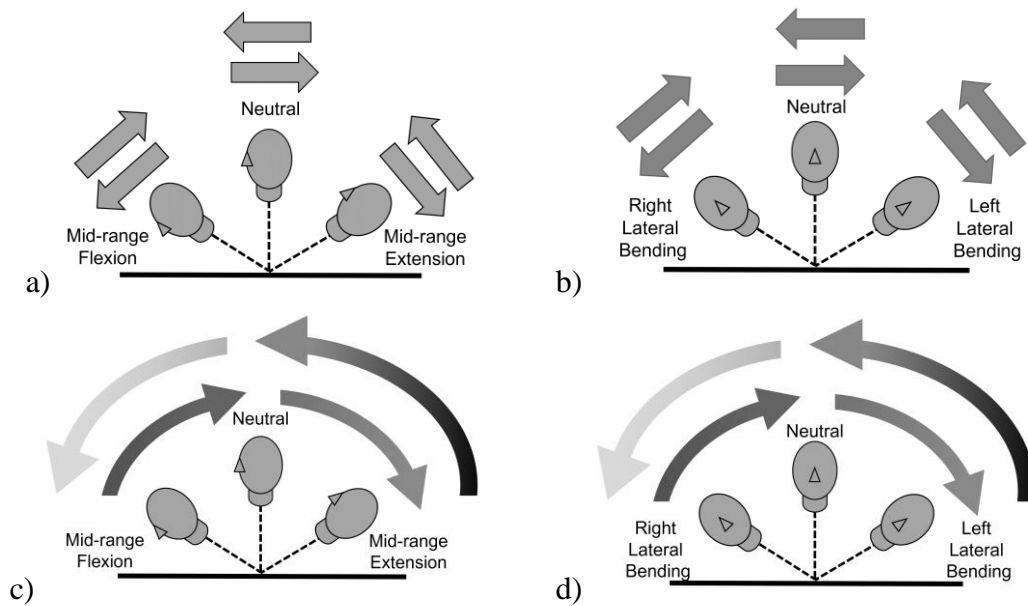 Neutral
Mid-range
Flexion
Mid-range
Extension
a)
Neutral
Right
Lateral
Bending
Left
Lateral
Bending
b)
Neutral
Mid-range
Flexion
Mid-range
Extension
c)
Neutral
Right
Lateral
Bending
Left
Lateral
Bending
d)